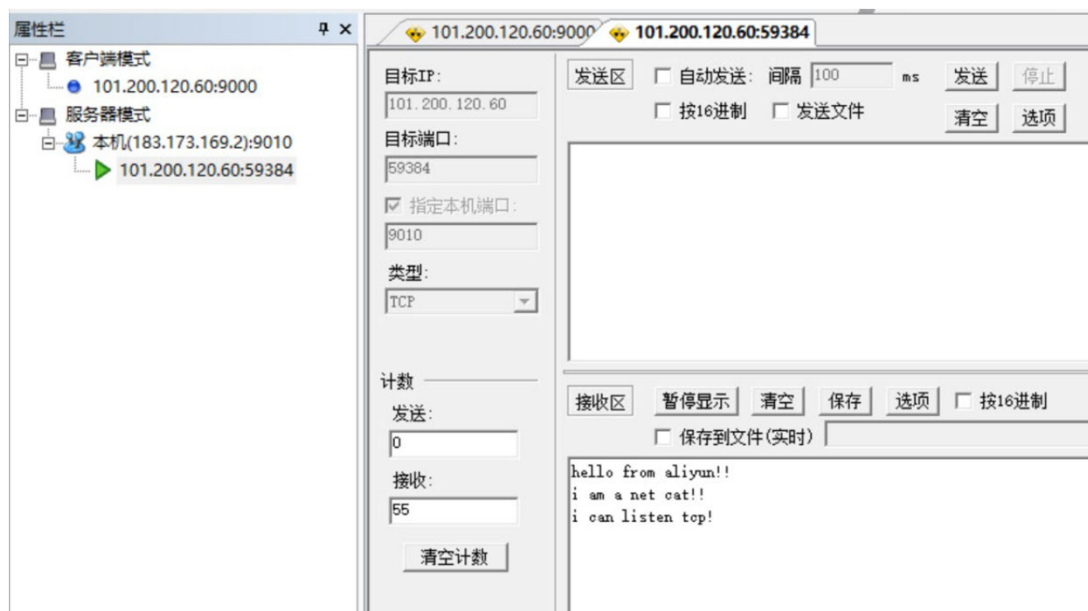 属性栏
客户端模式
101.200.120.60:9000
服务器模式
本机(183.173.169.2):9010
101.200.120.60:59384
101.200.120.60:9000
101.200.120.60:59384
目标IP:
101.200.120.60
目标端口:
59384
指定本机端口:
9010
类型:
TCP
计数
发送:
0
接收:
55
清空计数
发送区
自动发送: 间隔 100 ms 发送 停止
按16进制 发送文件 清空 选项
接收区 暂停显示 清空 保存 选项 按16进制
保存到文件(实时)
hello from aliyun!!
i am a net cat!!
i can listen tcp!